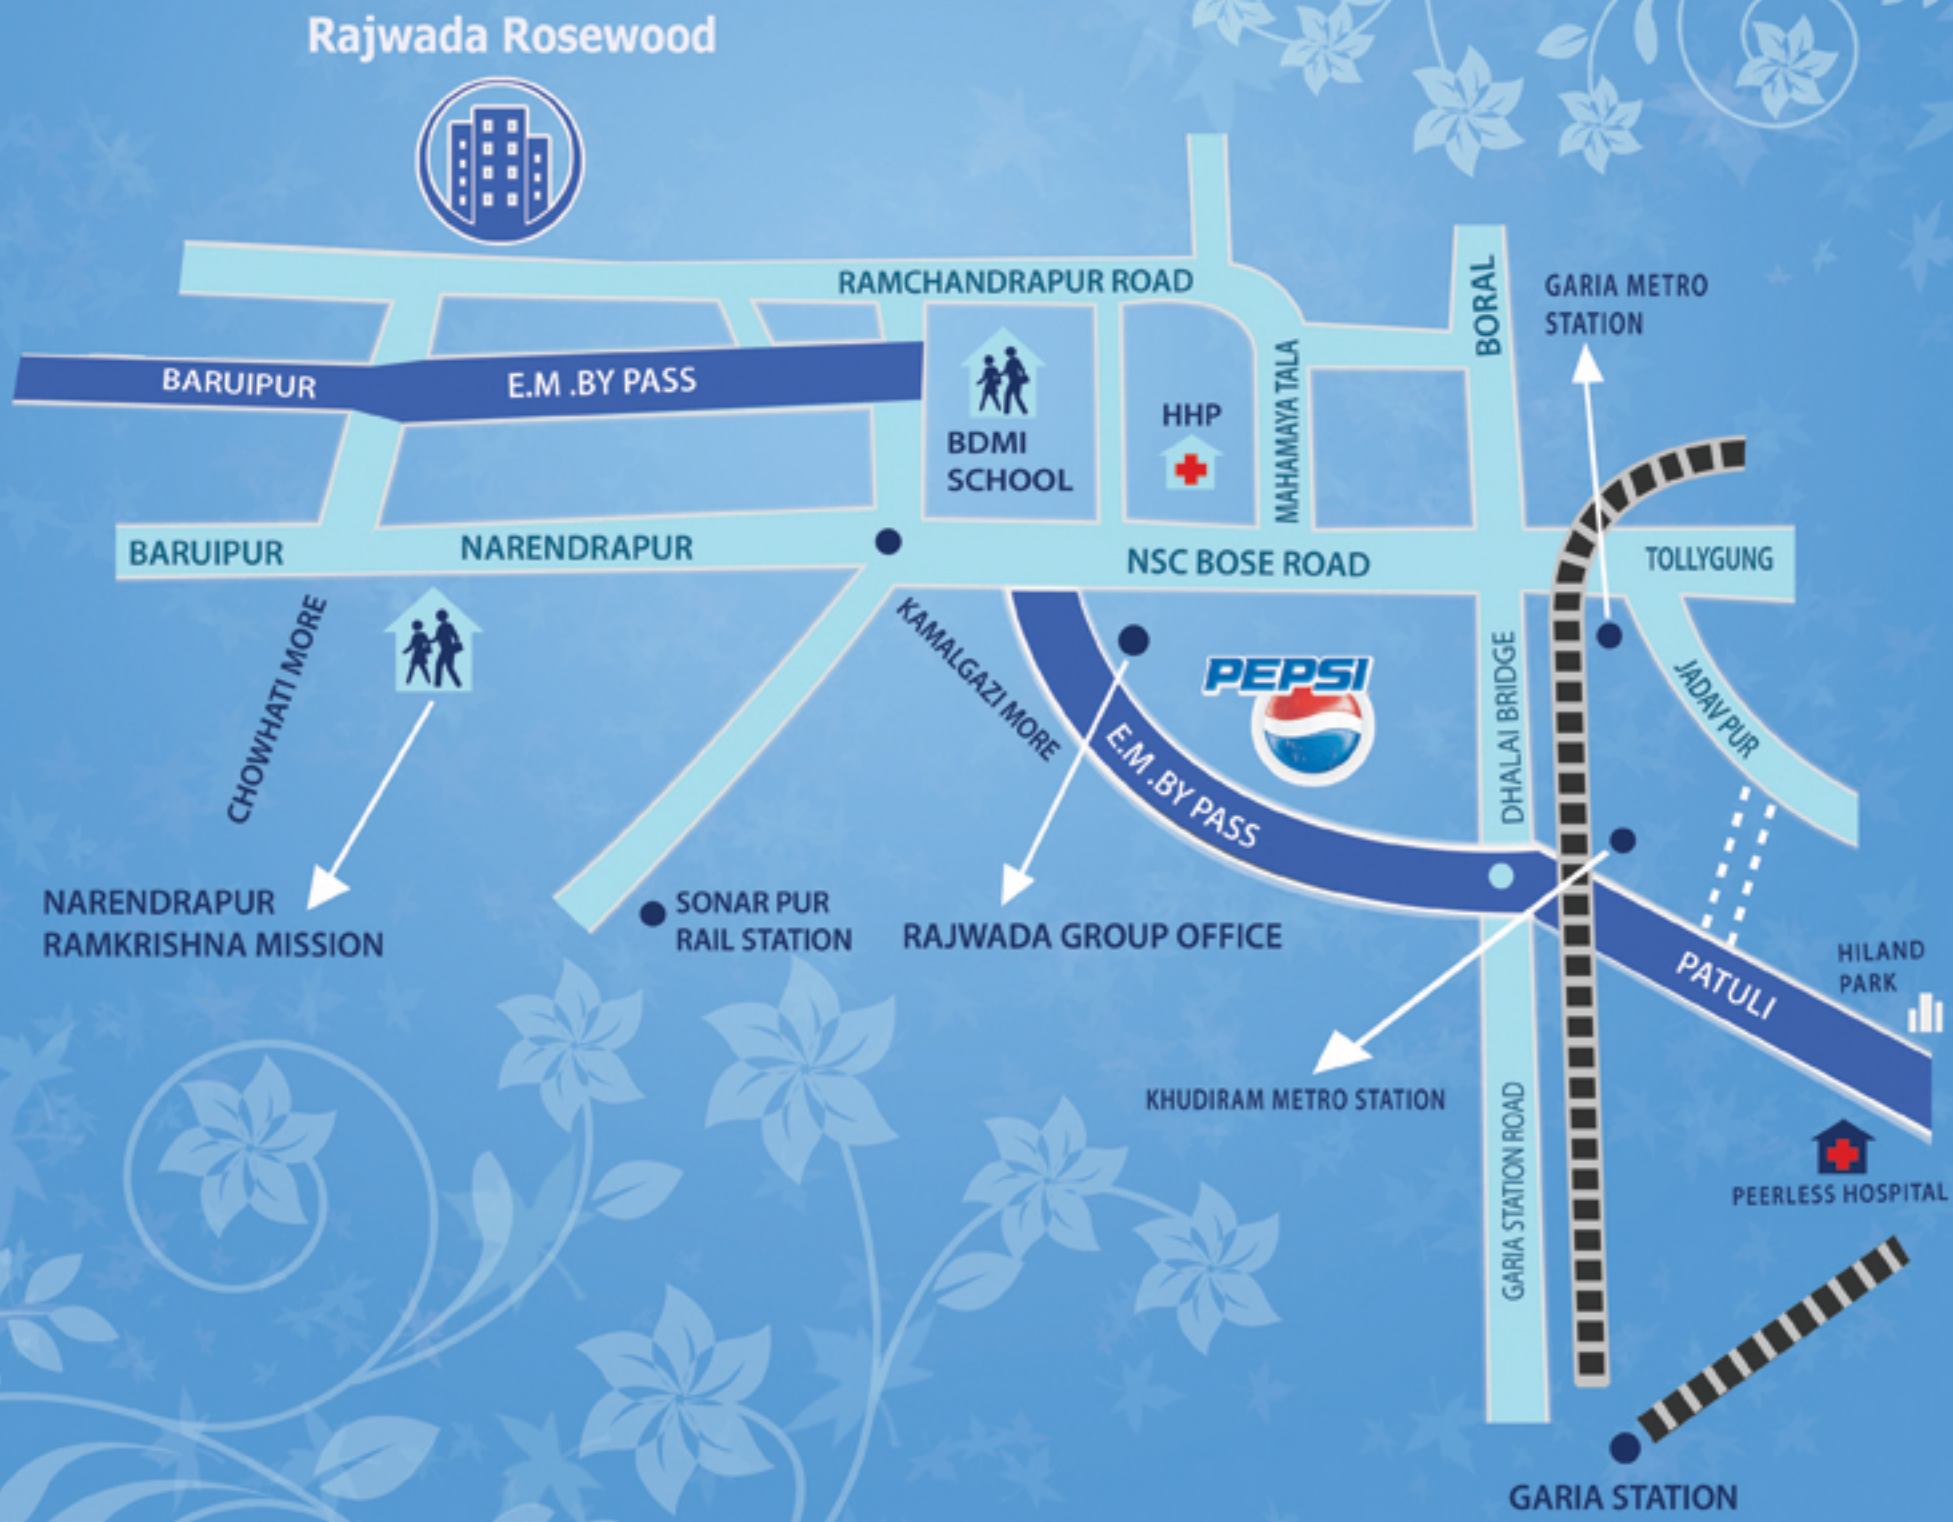 Rajwada Rosewood
RAMCHANDRAPUR ROAD
BORAL
GARIA METRO
STATION
BARUIPUR
E.M .BY PASS
BDMI
SCHOOL
HHP
MAHAMAYA TALA
BARUIPUR
NARENDRAPUR
NSC BOSE ROAD
TOLLYGUNG
CHOWHATI MORE
KAMALGAZI MORE
PEPSI
E.M .BY PASS
DHALAI BRIDGE
JADAVPUR
NARENDRAPUR
RAMKRISHNA MISSION
SONAR PUR
RAIL STATION
RAJWADA GROUP OFFICE
PATULI
HILAND
PARK
KHUDIRAM METRO STATION
GARIA STATION ROAD
PEERLESS HOSPITAL
GARIA STATION